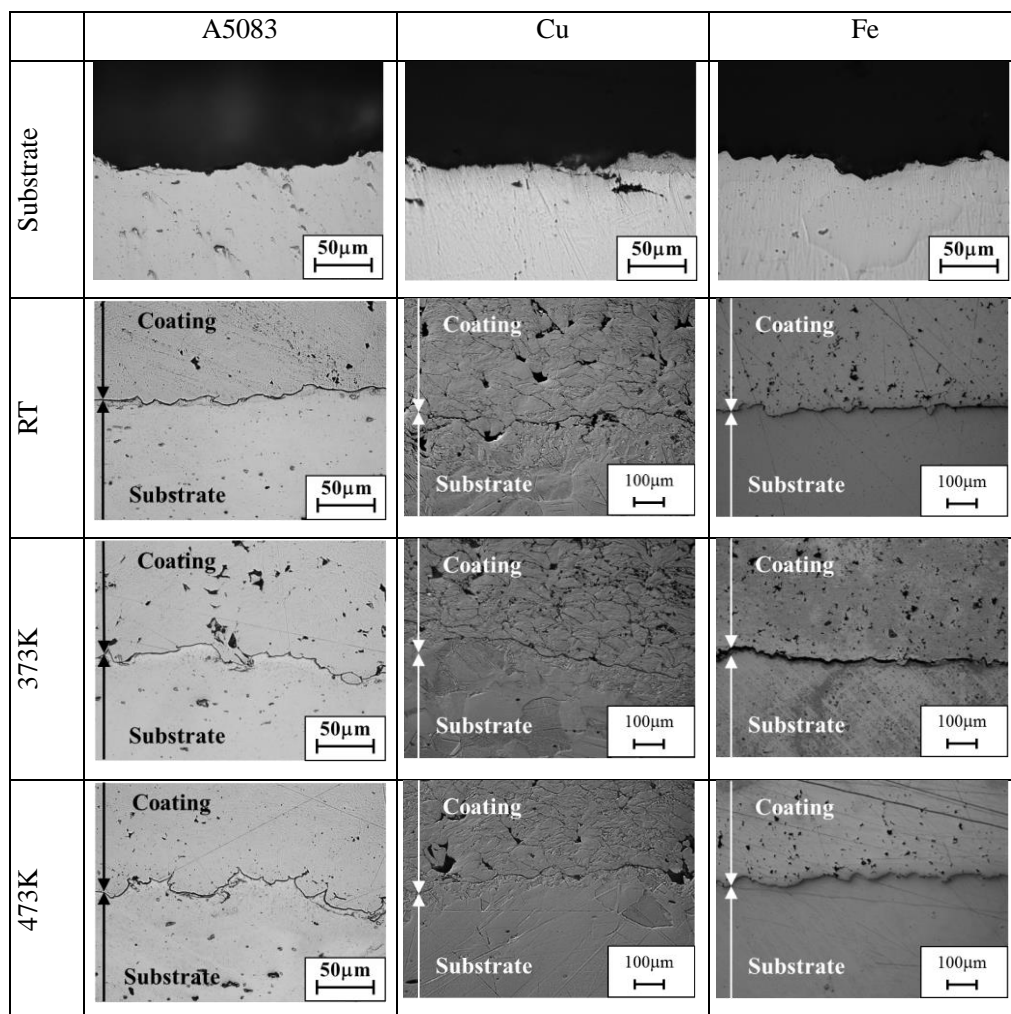 A5083 Cu Fe
Substrate
50μm 50μm 50μm
RT
Coating Coating Coating
Substrate Substrate Substrate
50μm 100μm 100μm
373K
Coating Coating Coating
Substrate Substrate Substrate
50μm 100μm 100μm
473K
Coating Coating Coating
Substrate Substrate Substrate
50μm 100μm 100μm